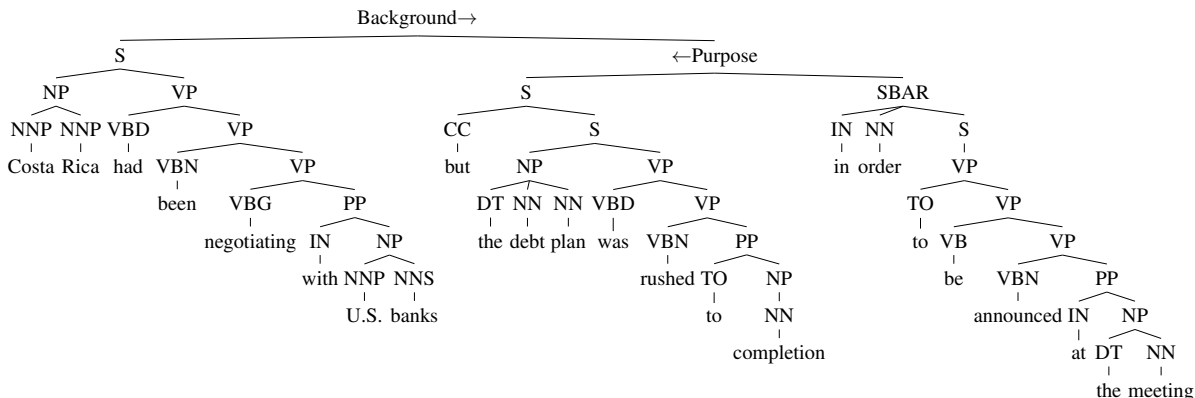 Background→
S ←Purpose
NP VP S SBAR
NNP NNP VBD VP CC S IN NN S
Costa Rica had VBN VP but NP VP in order VP
been VBG PP DT NN NN VBD VP TO VP
negotiating IN NP the debt plan was VBN PP to VB VP
with NNP NNS rushed TO NP be VBN PP
U.S. banks to NN announced IN NP
completion at DT NN
the meeting